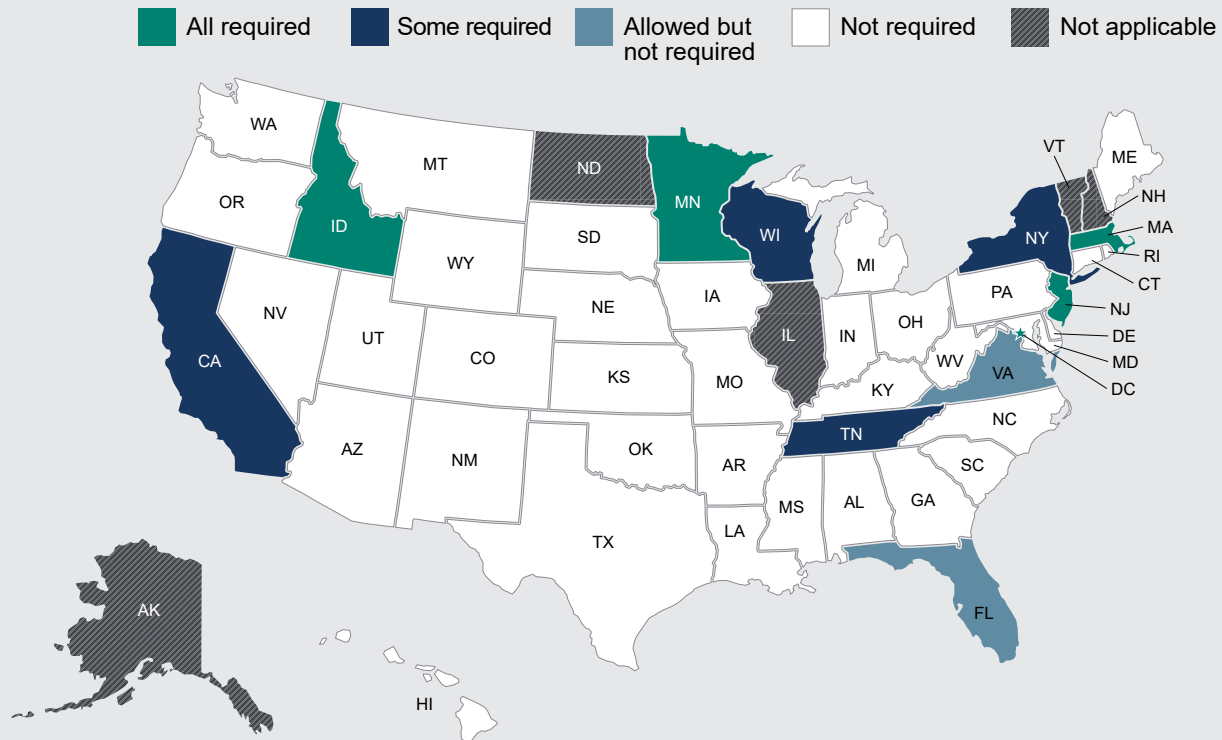 All required
Some required
Allowed but
not required
Not required
Not applicable
WA
MT
ND
MN
VT
ME
NH
OR
ID
SD
WI
NY
MA
RI
WY
MI
CT
NV
NE
IA
PA
NJ
UT
CO
IL
IN
OH
DE
CA
KS
MO
WV
VA
MD
KY
DC
AZ
NM
OK
AR
TN
NC
SC
TX
LA
MS
AL
GA
AK
FL
HI